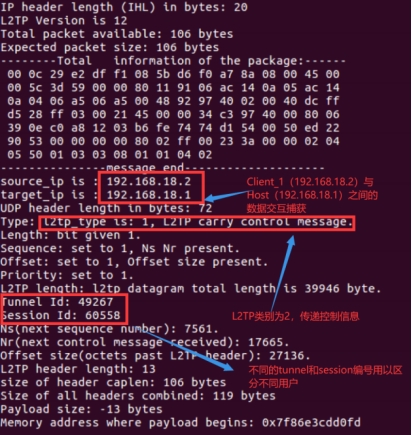 IP header length (IHL) in bytes: 20
L2TP Version is 12
Total packet available: 106 bytes
Expected packet size: 106 bytes
--------Total   information of the package:------
00 0c 29 e2 df f1 08 5b d6 f0 a7 8a 08 00 45 00
00 5c 3d 59 00 00 80 11 91 06 ac 14 0a 05 ac 14
0a 04 06 a5 06 a5 00 48 92 97 40 02 00 40 dc ff
d5 28 ff 03 00 21 45 00 00 34 c3 97 40 00 80 06
39 0e c0 a8 12 03 b6 fe 74 74 d1 54 00 50 ed 22
90 53 00 00 00 00 80 02 ff 00 23 3a 00 00 02 04
05 50 01 03 03 08 01 01 04 02
---------------message end-----------------
source_ip is : 192.168.18.2
target_ip is : 192.168.18.1
Client_1（192.168.18.2）与
Host（192.168.18.1）之间的
数据交互捕获
UDP header length in bytes: 72
Type: l2tp_type is: 1, L2TP carry control message.
Length: bit given 1.
Sequence: set to 1, Ns Nr present.
Offset: set to 1, Offset size present.
Priority: set to 1.
L2TP length: l2tp datagram total length is 39946 byte.
Tunnel Id: 49267
Session Id: 60558
L2TP类别为2，传递控制信息
Ns(next sequence number): 7561.
Nr(next control message received): 17665.
Offset size(octets past L2TP header): 27136.
L2TP header length: 13
size of header caplen: 106 bytes
Size of all headers combined: 119 bytes
Payload size: -13 bytes
Memory address where payload begins: 0x7f86e3cdd0fd
不同的tunnel和session编号用以区
分不同用户